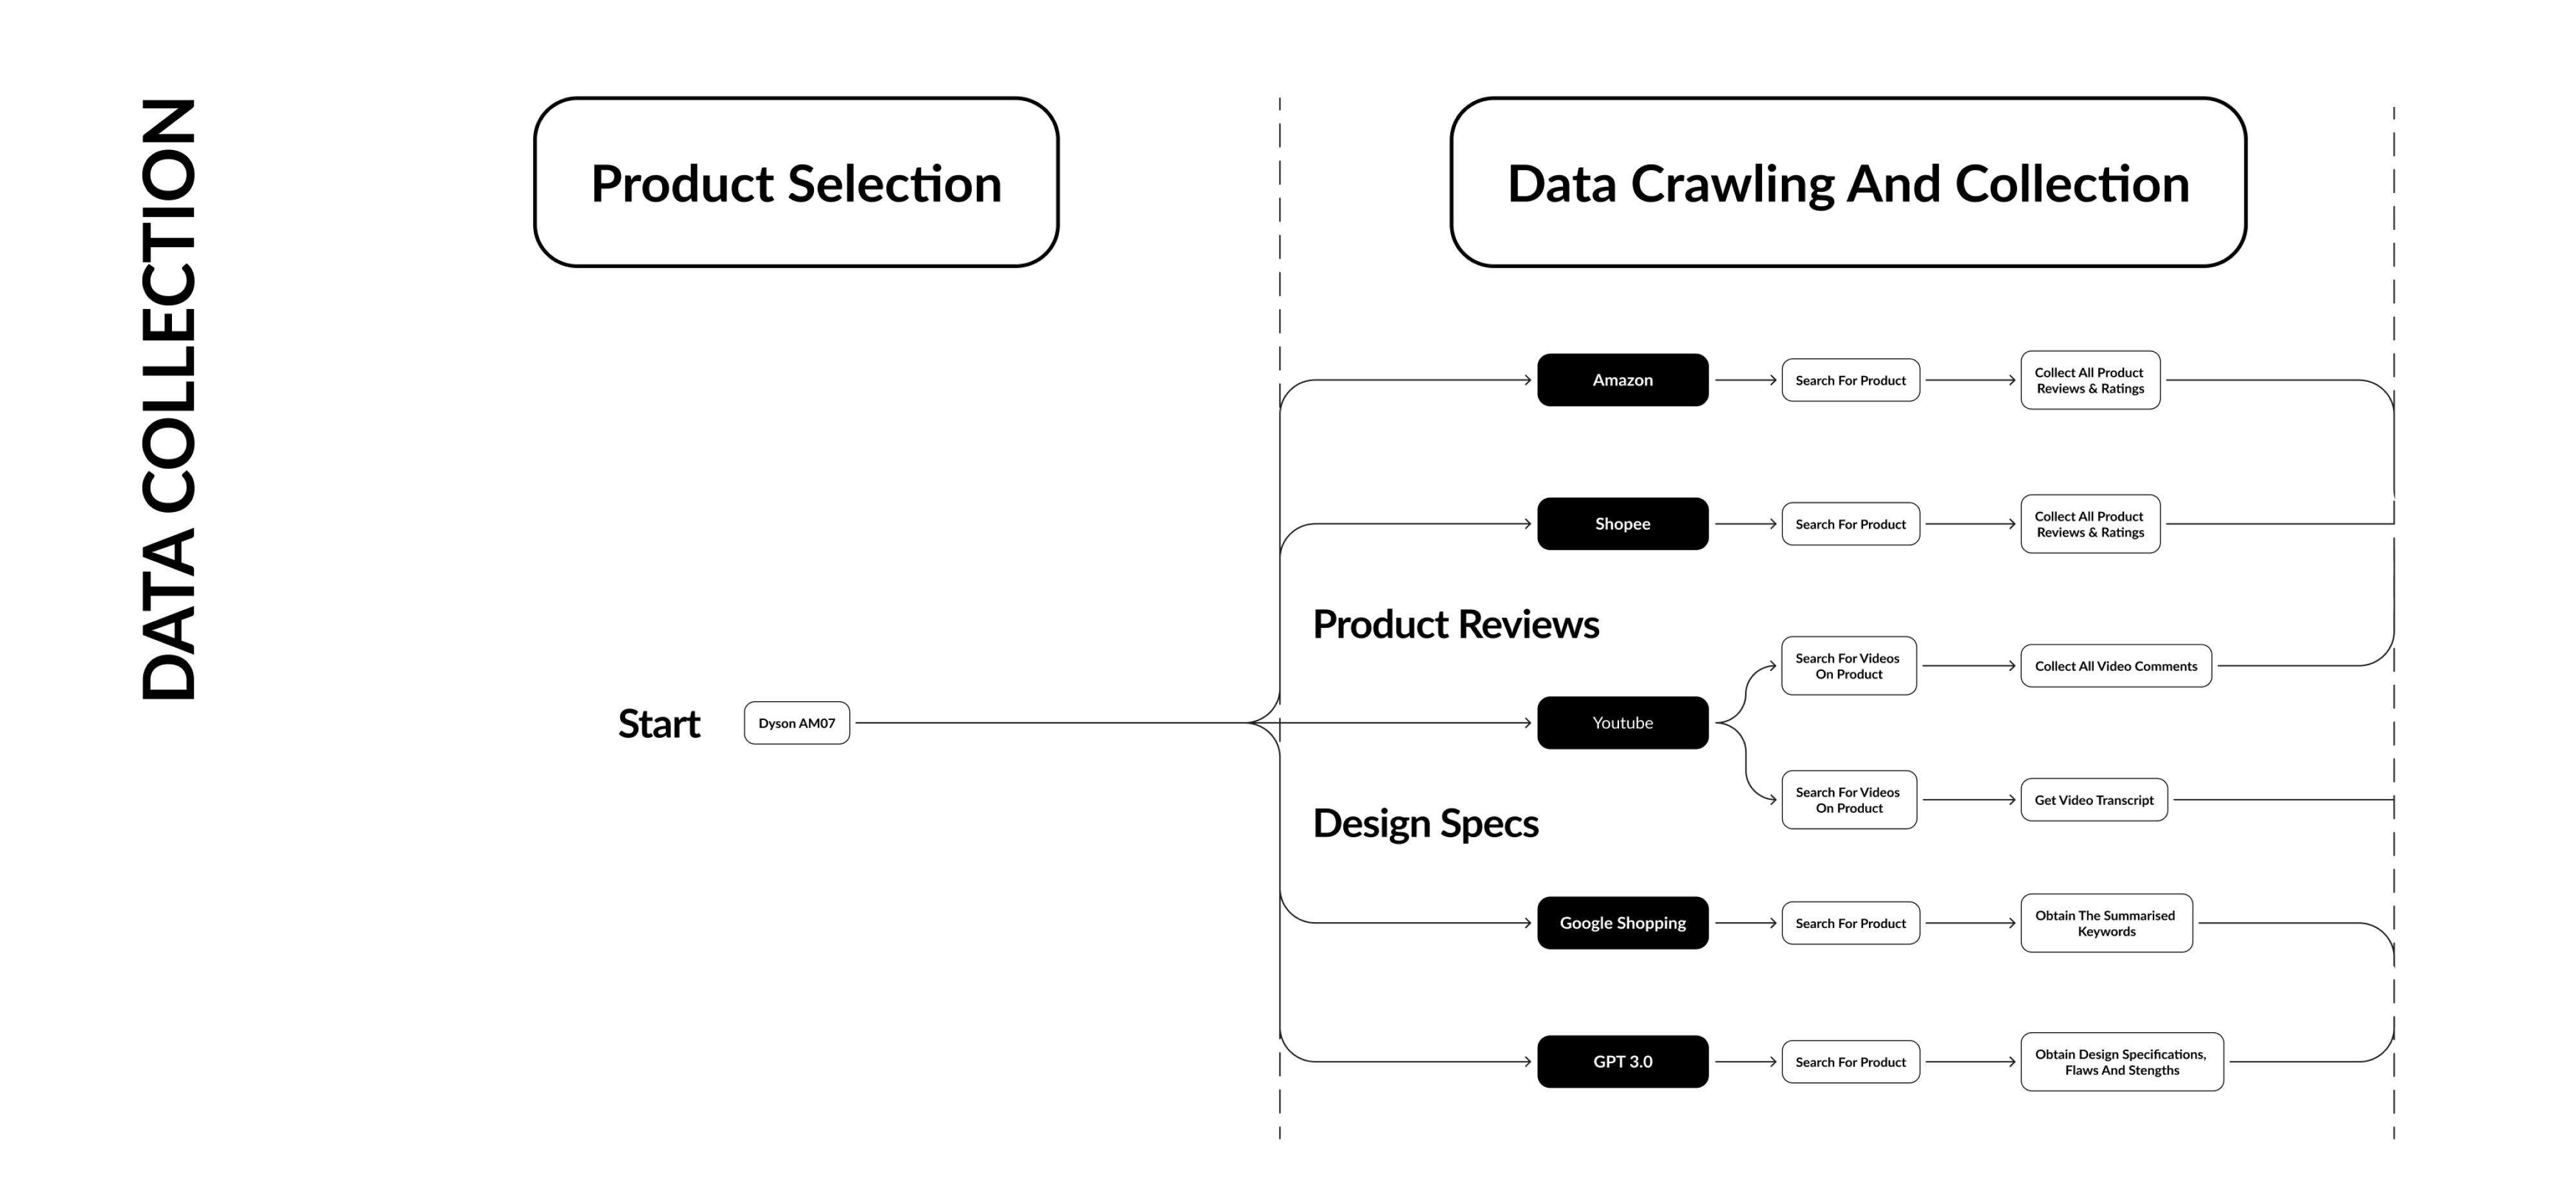 DATA COLLECTION
Product Selection
Data Crawling And Collection
Amazon
Search For Product
Collect All Product
Reviews & Ratings
Shopee
Search For Product
Collect All Product
Reviews & Ratings
Product Reviews
Search For Videos
On Product
Collect All Video Comments
Start
Dyson AM07
Youtube
Search For Videos
On Product
Get Video Transcript
Design Specs
Google Shopping
Search For Product
Obtain The Summarised
Keywords
GPT 3.0
Search For Product
Obtain Design Specifications,
Flaws And Stengths